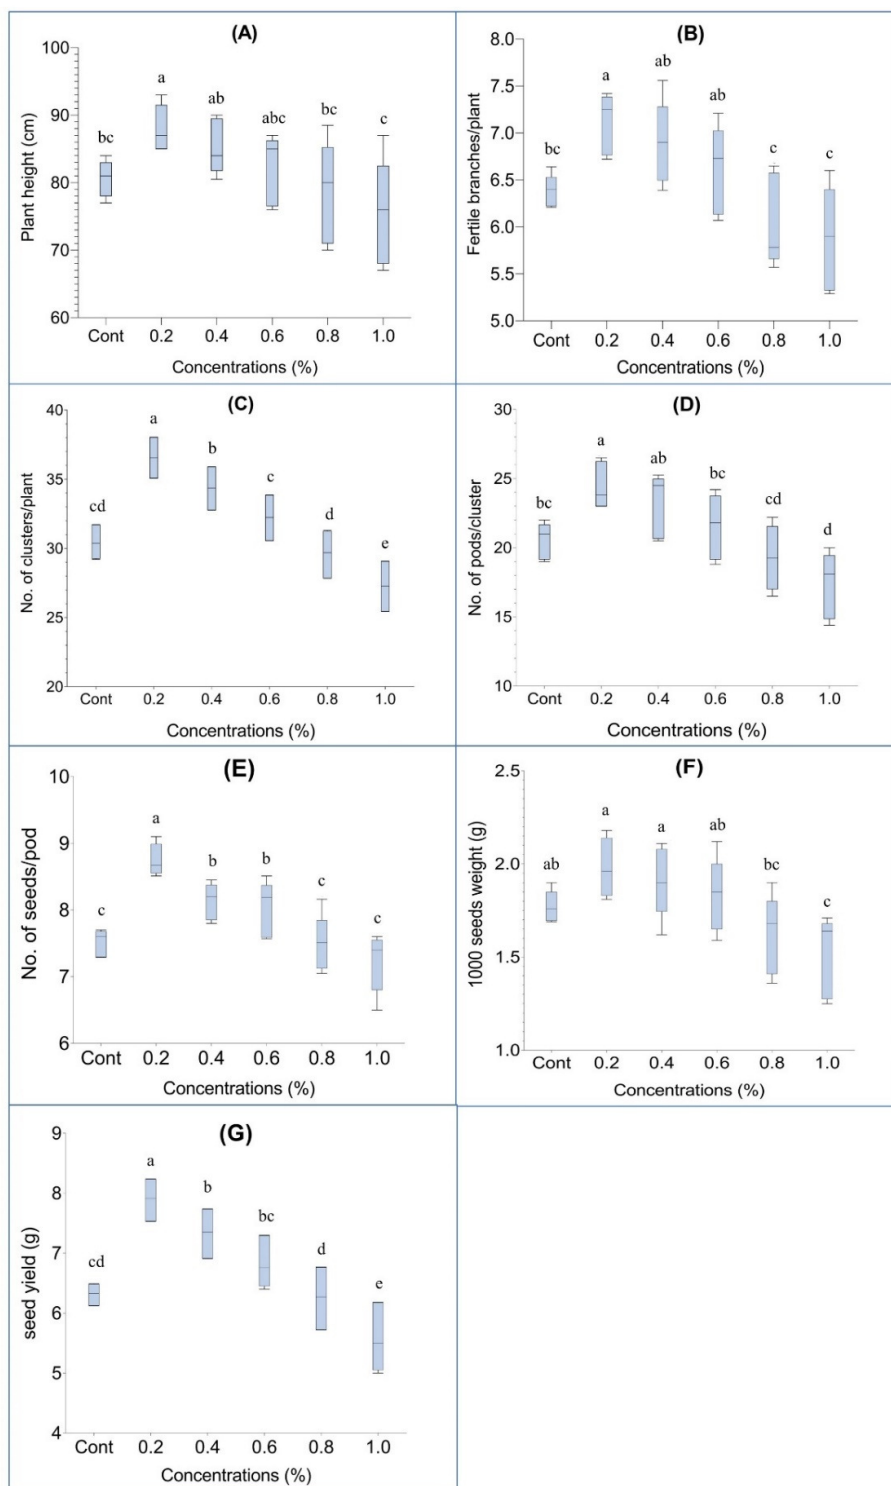 (A)
Plant height (cm)
100
90
80
70
60
bc
a
ab
abc
bc
c
Cont 0.2 0.4 0.6 0.8 1.0
Concentrations (%)
(B)
Fertile branches/plant
8.0
7.5
7.0
6.5
6.0
5.5
5.0
bc
a
ab
ab
c
c
Cont 0.2 0.4 0.6 0.8 1.0
Concentrations (%)
(C)
No. of clusters/plant
40
35
30
25
20
cd
a
b
c
d
e
Cont 0.2 0.4 0.6 0.8 1.0
Concentrations (%)
(D)
No. of pods/cluster
30
25
20
15
10
bc
a
ab
bc
cd
d
Cont 0.2 0.4 0.6 0.8 1.0
Concentrations (%)
(E)
No. of seeds/pod
10
9
8
7
6
c
a
b
b
c
c
Cont 0.2 0.4 0.6 0.8 1.0
Concentrations (%)
(F)
1000 seeds weight (g)
2.5
2.0
1.5
1.0
ab
a
a
ab
bc
c
Cont 0.2 0.4 0.6 0.8 1.0
Concentrations (%)
(G)
seed yield (g)
9
8
7
6
5
4
cd
a
b
bc
d
e
Cont 0.2 0.4 0.6 0.8 1.0
Concentrations (%)